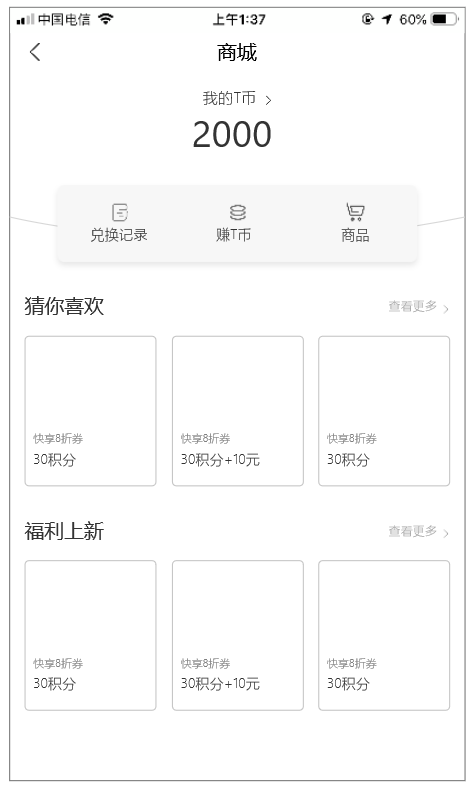 中国电信 上午1:37 60%
商城
我的T币
2000
兑换记录 赚T币 商品
猜你喜欢 查看更多
快享8折券 快享8折券 快享8折券
30积分 30积分+10元 30积分
福利上新 查看更多
快享8折券 快享8折券 快享8折券
30积分 30积分+10元 30积分